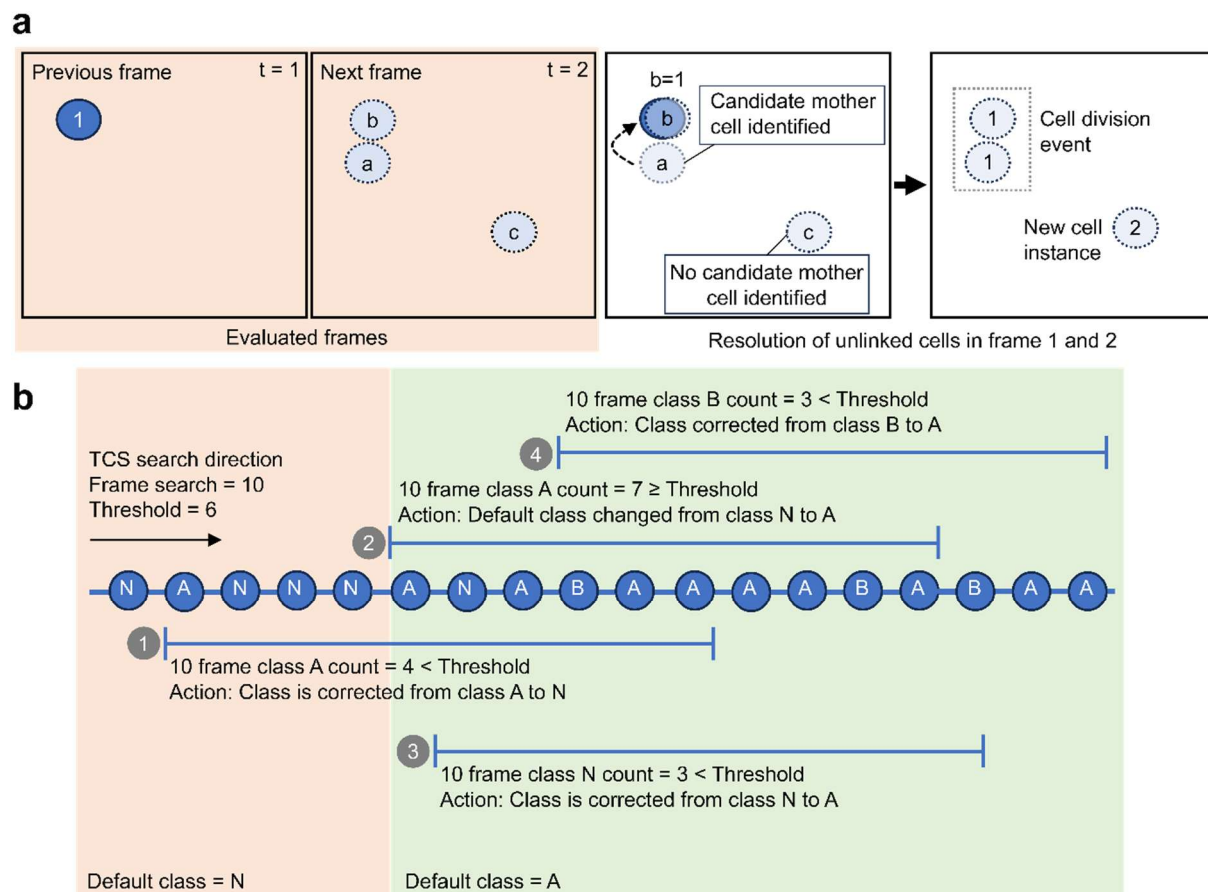 a
Previous frame
t = 1
1
Next frame
t = 2
b
a
c
b=1
b
a
Candidate mother
cell identified
c
No candidate mother
cell identified
1
1
Cell division
event
New cell
instance
2
Evaluated frames
Resolution of unlinked cells in frame 1 and 2
b
10 frame class B count = 3 < Threshold
Action: Class corrected from class B to A
4
TCS search direction
Frame search = 10
Threshold = 6
10 frame class A count = 7 ≥ Threshold
Action: Default class changed from class N to A
2
N A N N N A N A B A A A A B A B A A
1
10 frame class A count = 4 < Threshold
Action: Class is corrected from class A to N
3
10 frame class N count = 3 < Threshold
Action: Class is corrected from class N to A
Default class = N
Default class = A